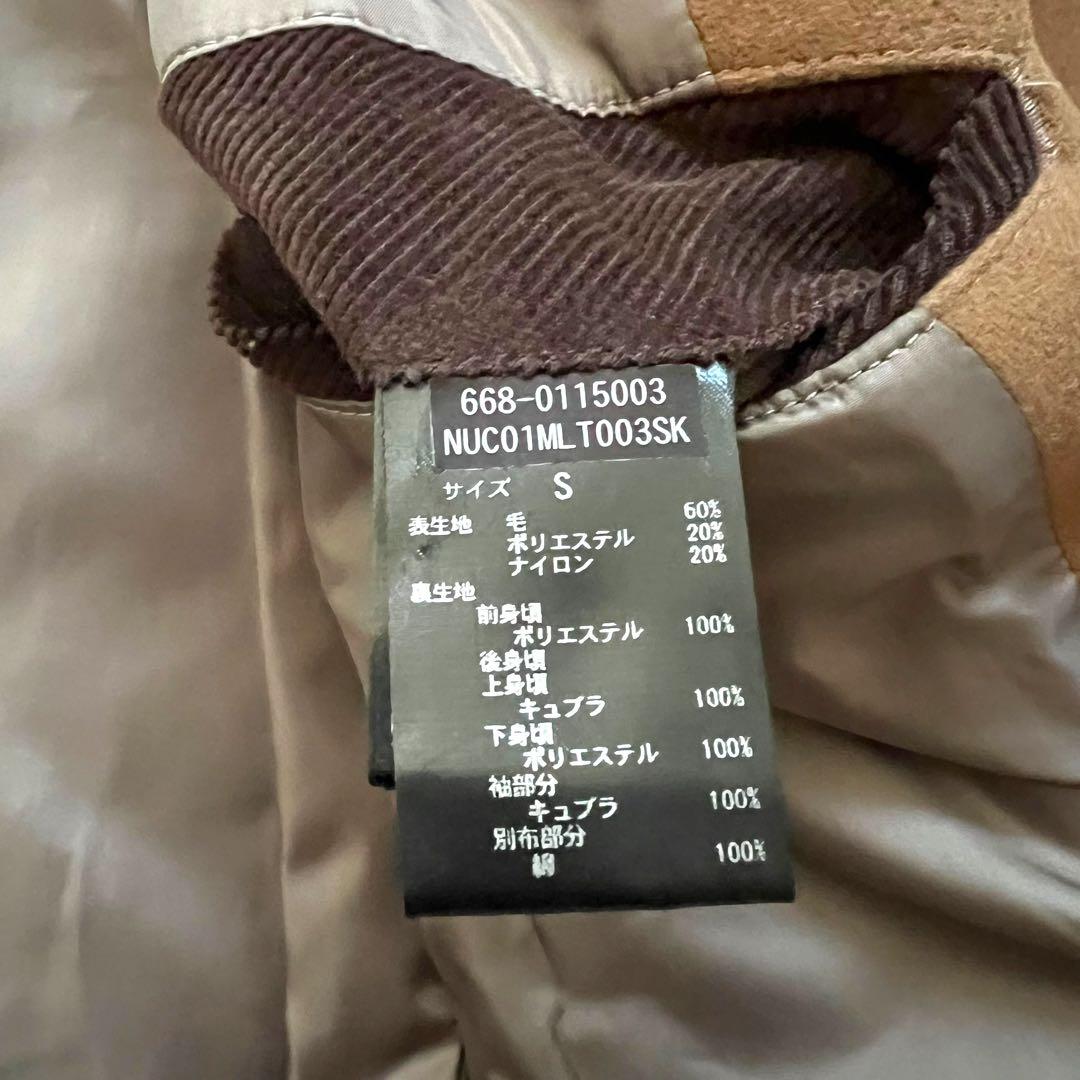 668-0115003
NUC01MLT003SK
サイズ S
表生地 毛 60%
ポリエステル 20%
ナイロン 20%
裏生地
前身頃
ポリエステル 100%
後身頃
上身頃
キュプラ 100%
下身頃
ポリエステル 100%
袖部分
キュプラ 100%
別布部分
綿 100%